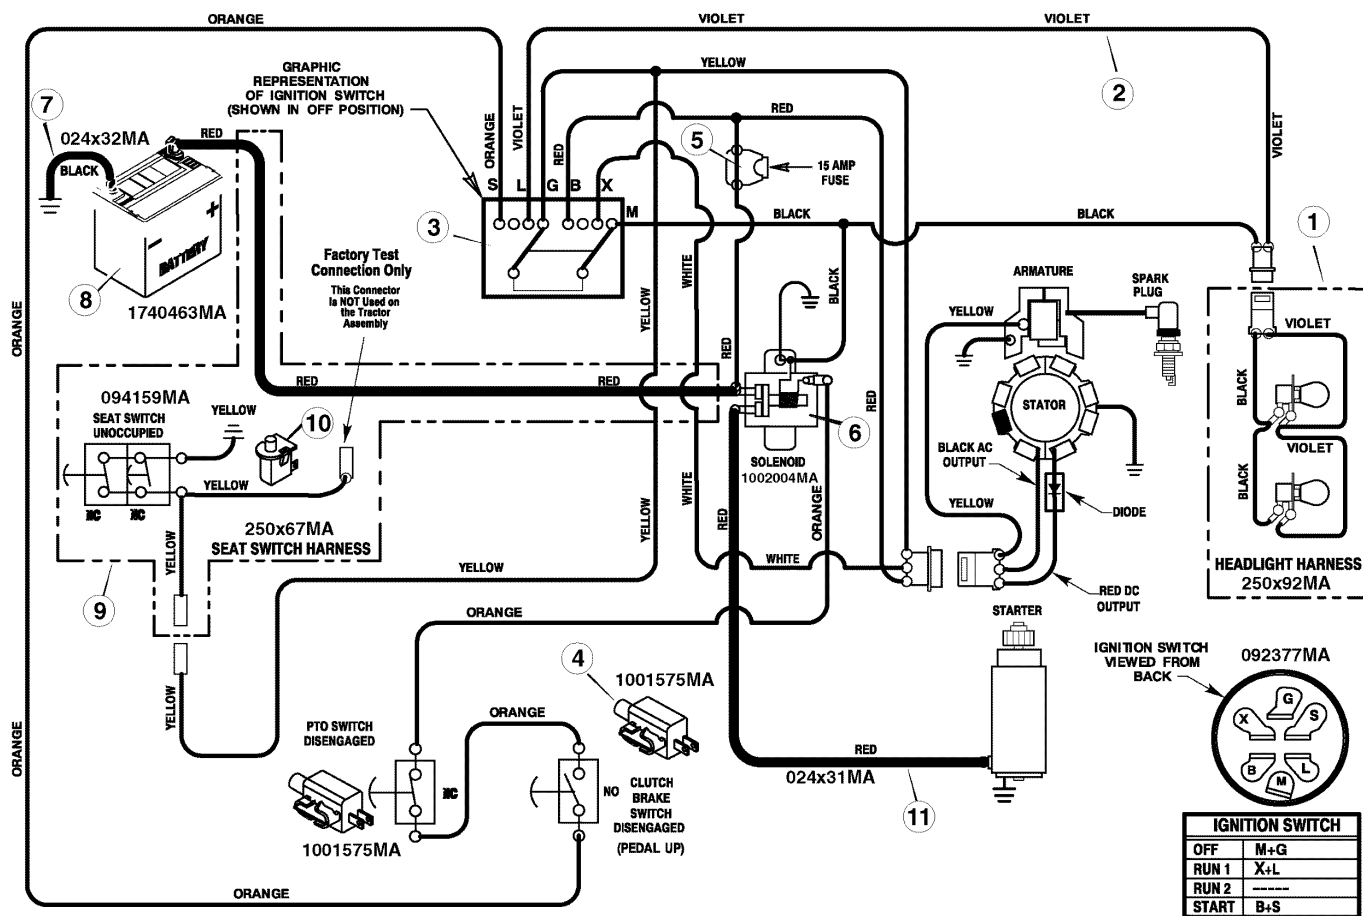 ORANGE
VIOLET
VIOLET
GRAPHIC
REPRESENTATION
OF IGNITION SWITCH
(SHOWN IN OFF POSITION)
YELLOW
2
7
024x32MA
RED
BLACK
RED
ORANGE
VIOLET
RED
5
15 AMP
FUSE
VIOLET
S L G B X
M
3
BLACK
BLACK
1
+
-
BATTERY
8
1740463MA
Factory Test
Connection Only
This Connector
Is NOT Used on
the Tractor
Assembly
WHITE
BLACK
YELLOW
ARMATURE
SPARK
PLUG
YELLOW
ORANGE
RED
RED
RED
RED
VIOLET
BLACK
094159MA
SEAT SWITCH
UNOCCUPIED
YELLOW
10
STATOR
6
SOLENOID
1002004MA
BLACK AC
OUTPUT
VIOLET
BLACK
NC
NC
YELLOW
WHITE
RED
ORANGE
YELLOW
YELLOW
DIODE
250x67MA
SEAT SWITCH HARNESS
YELLOW
YELLOW
WHITE
HEADLIGHT HARNESS
250x92MA
9
ORANGE
RED DC
OUTPUT
STARTER
4
1001575MA
IGNITION SWITCH
VIEWED FROM
BACK
092377MA
YELLOW
ORANGE
PTO SWITCH
DISENGAGED
ORANGE
G
X
S
B
L
M
RED
024x31MA
11
NC
NO
CLUTCH
BRAKE
SWITCH
DISENGAGED
(PEDAL UP)
1001575MA
ORANGE
IGNITION SWITCH
OFF M+G
RUN 1 X+L
RUN 2 -----
START B+S